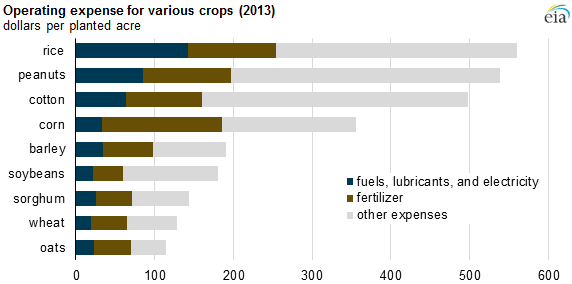 Operating expense for various crops (2013)
dollars per planted acre
eia
rice
peanuts
cotton
corn
barley
soybeans
sorghum
wheat
oats
fuels, lubricants, and electricity
fertilizer
other expenses
0 100 200 300 400 500 600